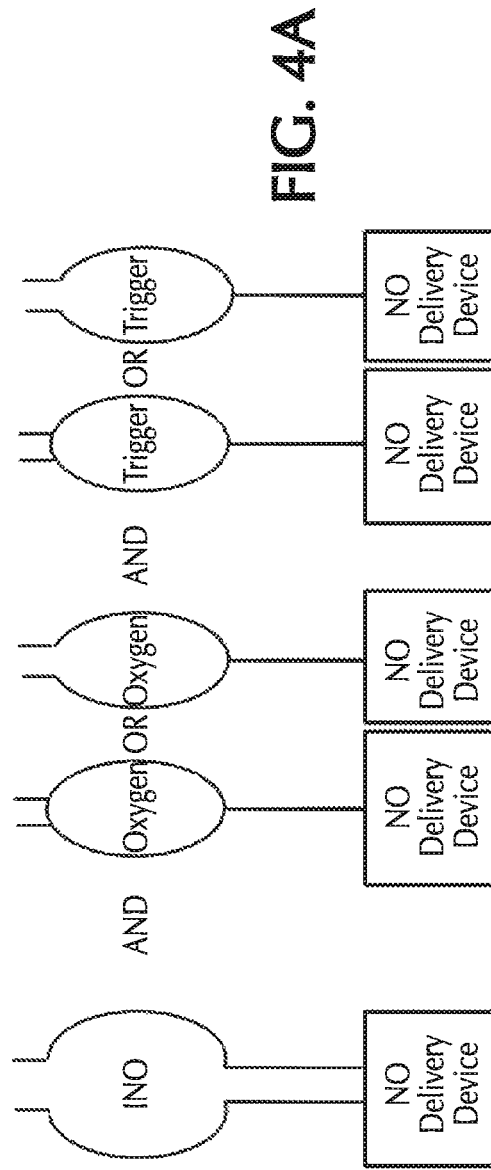 INO AND Oxygen OR Oxygen AND Trigger OR Trigger
NO
Delivery
Device
NO
Delivery
Device
NO
Delivery
Device
NO
Delivery
Device
NO
Delivery
Device
FIG. 4A